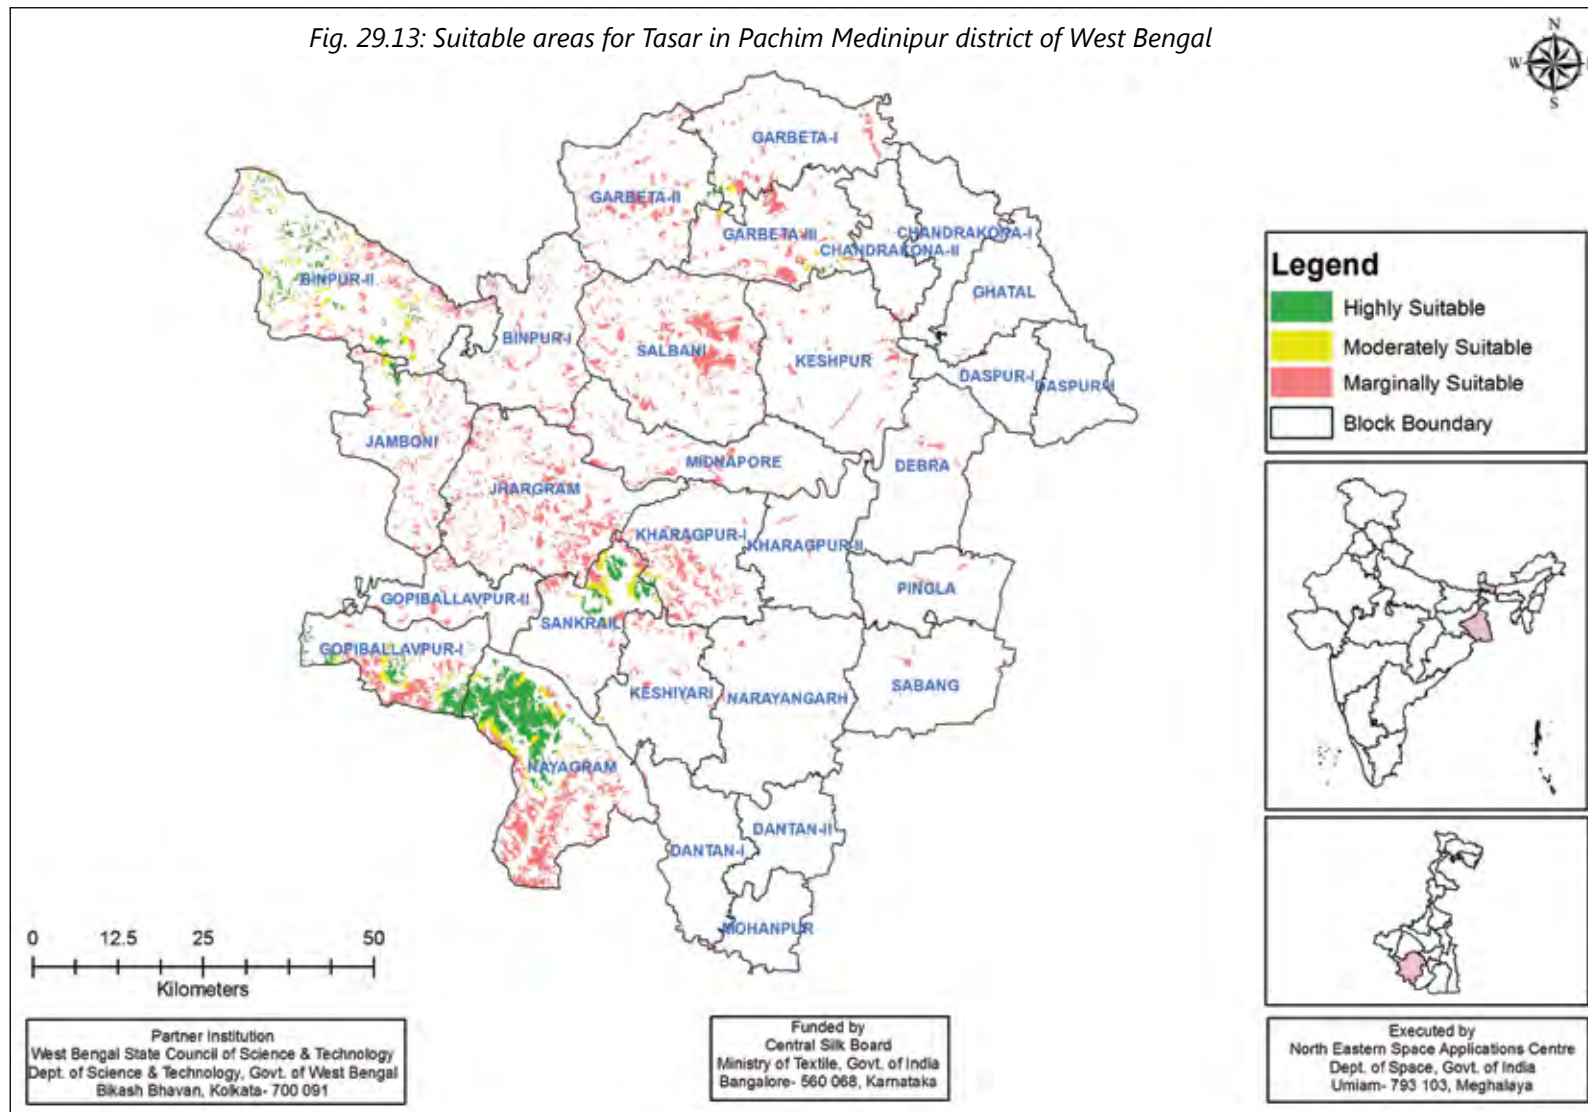 Fig. 29.13: Suitable areas for Tasar in Pachim Medinipur district of West Bengal
N
W
S
GARBETA-I
GARBETA-II
GARBETA-III
CHANDRAKONA-I
CHANDRAKONA-II
BINPUR-II
GHATAL
BINPUR-I
SALBANI
KESHPUR
DASPUR-I
DASPUR-II
JAMBONI
MIDNAPORE
DEBRA
JHARGRAM
KHARAGPUR-I
KHARAGPUR-II
PINGLA
GOPIBALLAVPUR-II
SANKRAIL
GOPIBALLAVPUR-I
KESHIYARI
NARAYANGARH
SABANG
NAYAGRAM
DANTAN-II
DANTAN-I
MOHANPUR
Legend
Highly Suitable
Moderately Suitable
Marginally Suitable
Block Boundary
0 12.5 25 50
Kilometers
Partner Institution
West Bengal State Council of Science & Technology
Dept. of Science & Technology, Govt. of West Bengal
Bikash Bhavan, Kolkata- 700 091
Funded by
Central Silk Board
Ministry of Textile, Govt. of India
Bangalore- 560 068, Karnataka
Executed by
North Eastern Space Applications Centre
Dept. of Space, Govt. of India
Umiam- 793 103, Meghalaya